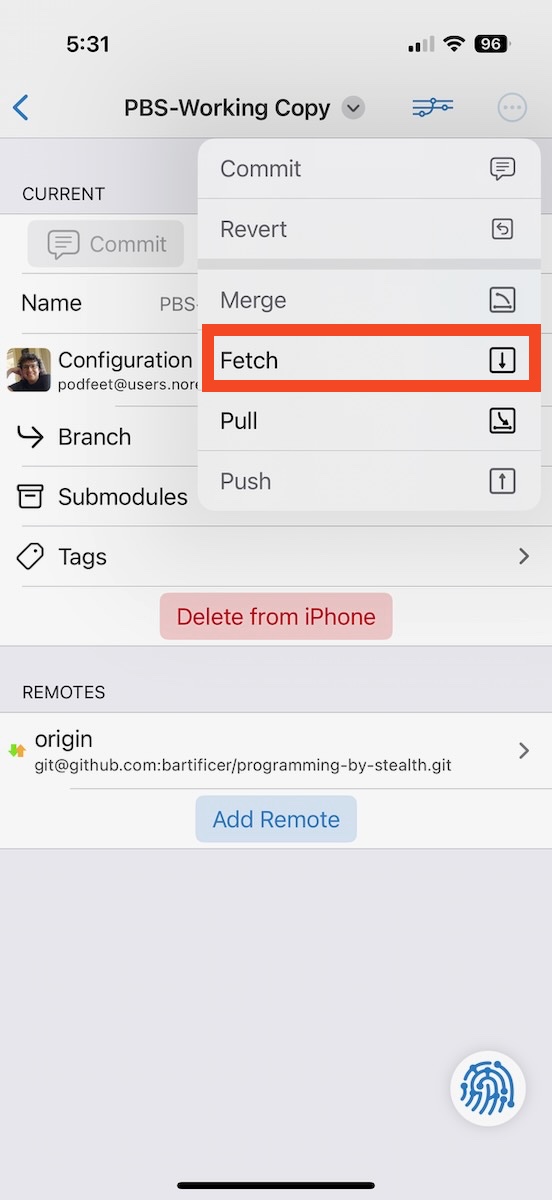 5:31
96
PBS-Working Copy
Commit
Revert
Merge
Fetch
Pull
Push
CURRENT
Commit
Name
PBS-
Configuration
podfeet@users.nore
Branch
Submodules
Tags
Delete from iPhone
REMOTES
origin
git@github.com:bartificer/programming-by-stealth.git
Add Remote